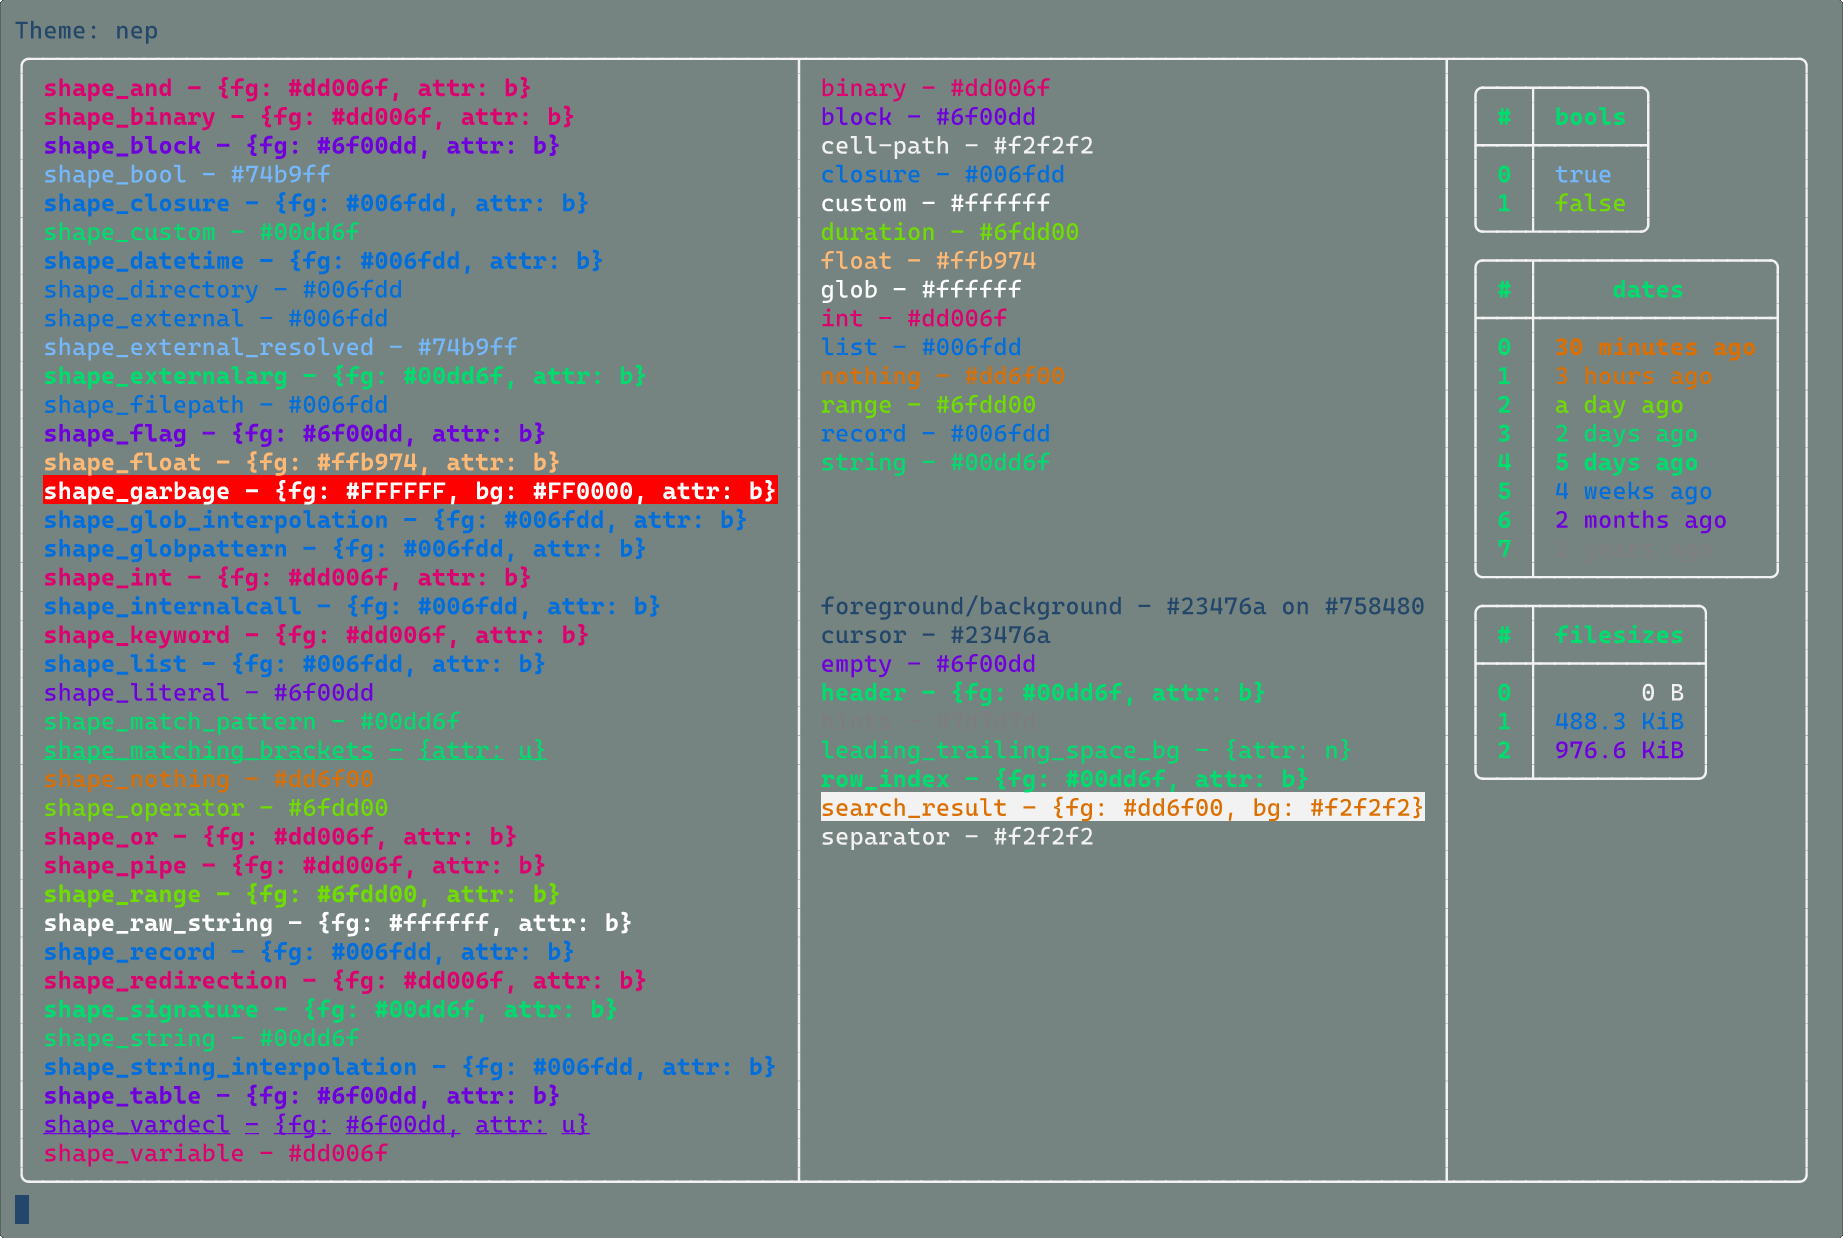 Theme: nep
shape_and - {fg: #dd006f, attr: b}
shape_binary - {fg: #dd006f, attr: b}
shape_block - {fg: #6f00dd, attr: b}
shape_bool - #74b9ff
shape_closure - {fg: #006fdd, attr: b}
shape_custom - #00dd6f
shape_datetime - {fg: #006fdd, attr: b}
shape_directory - #006fdd
shape_external - #006fdd
shape_external_resolved - #74b9ff
shape_externalarg - {fg: #00dd6f, attr: b}
shape_filepath - #006fdd
shape_flag - {fg: #6f00dd, attr: b}
shape_float - {fg: #ffb974, attr: b}
shape_garbage - {fg: #FFFFFF, bg: #FF0000, attr: b}
shape_glob_interpolation - {fg: #006fdd, attr: b}
shape_globpattern - {fg: #006fdd, attr: b}
shape_int - {fg: #dd006f, attr: b}
shape_internalcall - {fg: #006fdd, attr: b}
shape_keyword - {fg: #dd006f, attr: b}
shape_list - {fg: #006fdd, attr: b}
shape_literal - #6f00dd
shape_match_pattern - #00dd6f
shape_matching_brackets - {attr: u}
shape_nothing - #dd6f00
shape_operator - #6fdd00
shape_or - {fg: #dd006f, attr: b}
shape_pipe - {fg: #dd006f, attr: b}
shape_range - {fg: #6fdd00, attr: b}
shape_raw_string - {fg: #ffffff, attr: b}
shape_record - {fg: #006fdd, attr: b}
shape_redirection - {fg: #dd006f, attr: b}
shape_signature - {fg: #00dd6f, attr: b}
shape_string - #00dd6f
shape_string_interpolation - {fg: #006fdd, attr: b}
shape_table - {fg: #6f00dd, attr: b}
shape_vardecl - {fg: #6f00dd, attr: u}
shape_variable - #dd006f
binary - #dd006f
block - #6f00dd
cell-path - #f2f2f2
closure - #006fdd
custom - #ffffff
duration - #6fdd00
float - #ffb974
glob - #ffffff
int - #dd006f
list - #006fdd
nothing - #dd6f00
range - #6fdd00
record - #006fdd
string - #00dd6f
foreground/background - #23476a on #758480
cursor - #23476a
empty - #6f00dd
header - {fg: #00dd6f, attr: b}
leading_trailing_space_bg - {attr: n}
row_index - {fg: #00dd6f, attr: b}
search_result - {fg: #dd6f00, bg: #f2f2f2}
separator - #f2f2f2
# bools
0 true
1 false
# dates
0 30 minutes ago
1 3 hours ago
2 a day ago
3 2 days ago
4 5 days ago
5 4 weeks ago
6 2 months ago
7
# filesizes
0 0 B
1 488.3 KiB
2 976.6 KiB